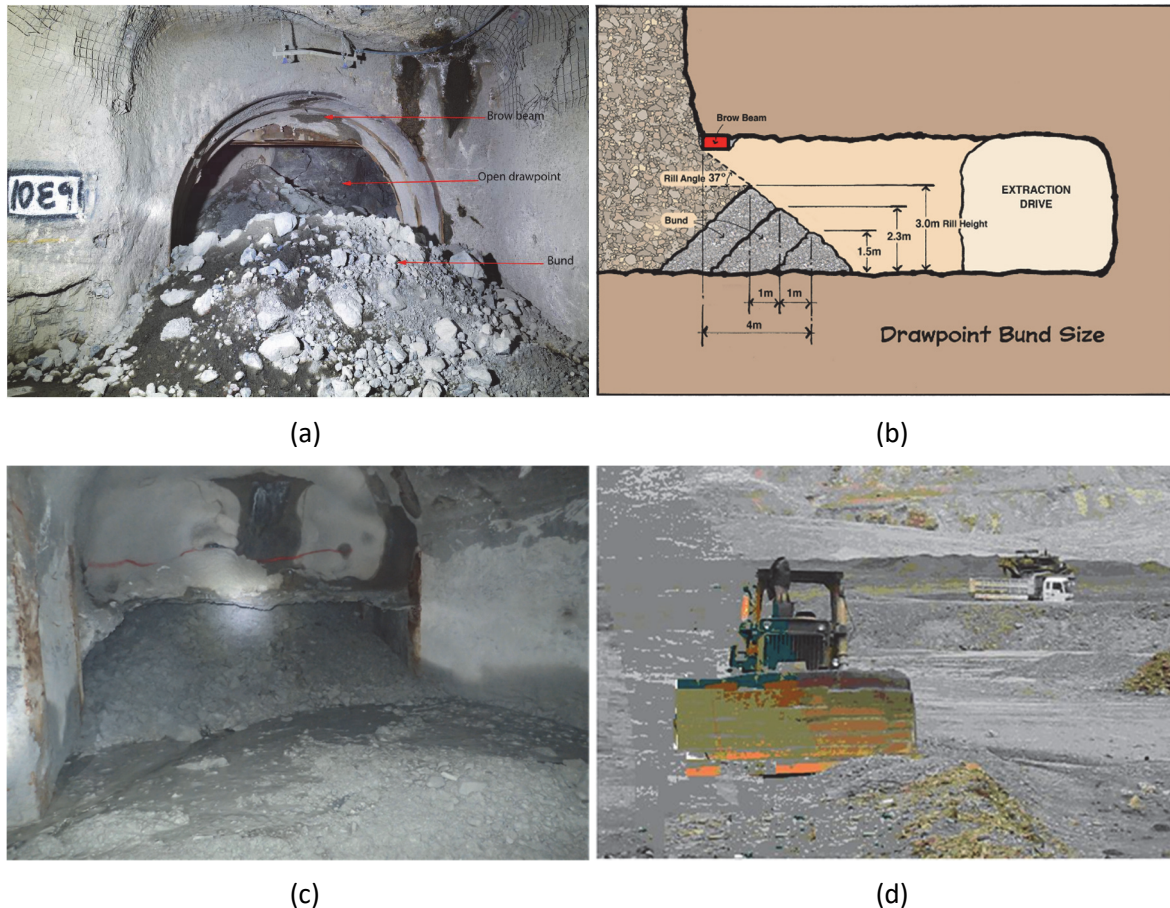 Brow beam
Open drawpoint
10E9I
Bund
(a)
Brow Beam
Rill Angle 37°
Bund
EXTRACTION
DRIVE
3.0m Rill Height
2.3m
1.5m
1m
1m
4m
Drawpoint Bund Size
(b)
(c)
(d)